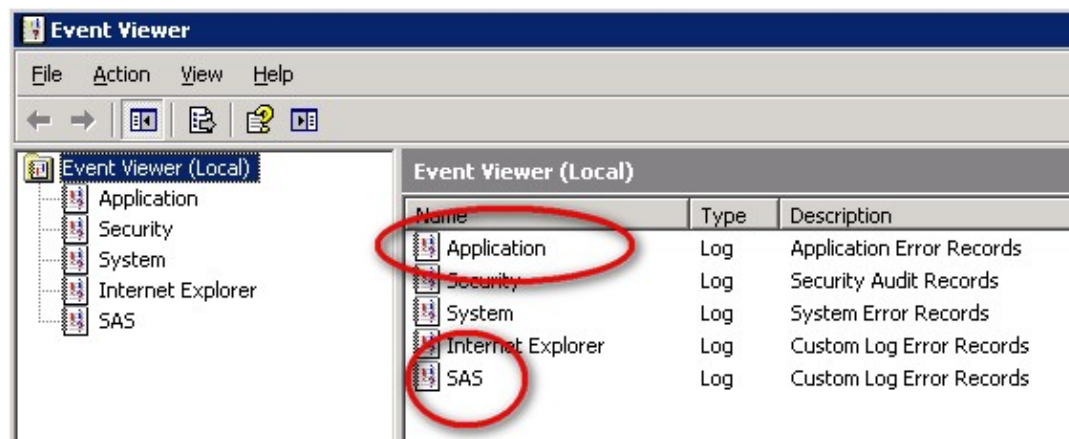 Event Viewer
File Action View Help
Event Viewer (Local)
Application
Security
System
Internet Explorer
SAS
Event Viewer (Local)
Name Type Description
Application Log Application Error Records
Security Log Security Audit Records
System Log System Error Records
Internet Explorer Log Custom Log Error Records
SAS Log Custom Log Error Records